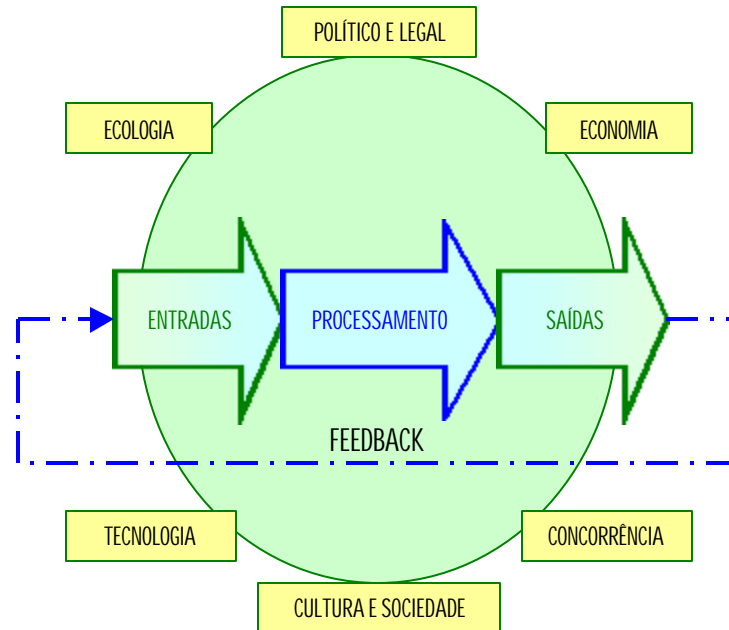 POLÍTICO E LEGAL
ECOLOGIA
ECONOMIA
ENTRADAS
PROCESSAMENTO
SAÍDAS
FEEDBACK
TECNOLOGIA
CONCORRÊNCIA
CULTURA E SOCIEDADE